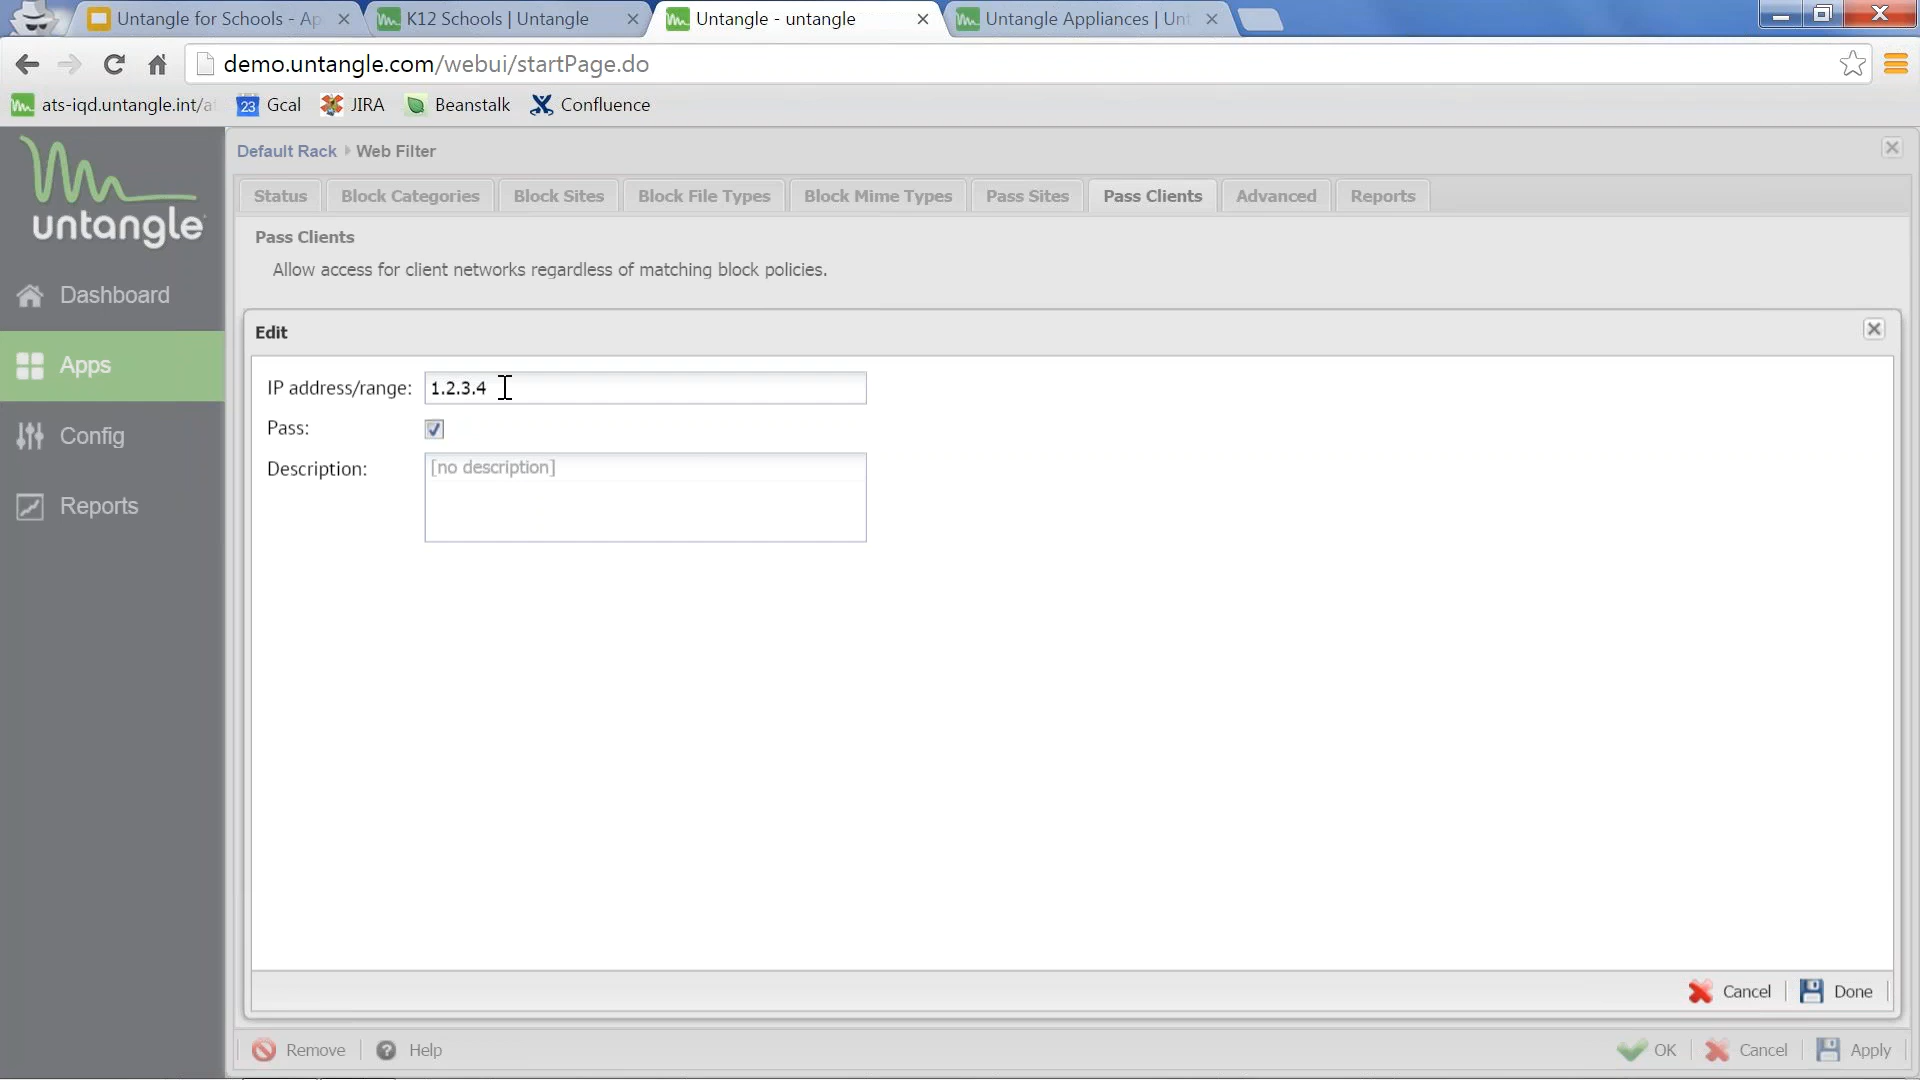 Untangle for Schools - Ap
K12 Schools | Untangle
Untangle - untangle
Untangle Appliances | Unt
demo.untangle.com/webui/startPage.do
ats-iqd.untangle.int/a
23
Gcal
JIRA
Beanstalk
Confluence
untangle
Dashboard
Apps
Config
Reports
Default Rack
Web Filter
Status
Block Categories
Block Sites
Block File Types
Block Mime Types
Pass Sites
Pass Clients
Advanced
Reports
Pass Clients
Allow access for client networks regardless of matching block policies.
Edit
IP address/range: 1.2.3.4
Pass:
Description: [no description]
Cancel
Done
Remove
Help
OK
Cancel
Apply